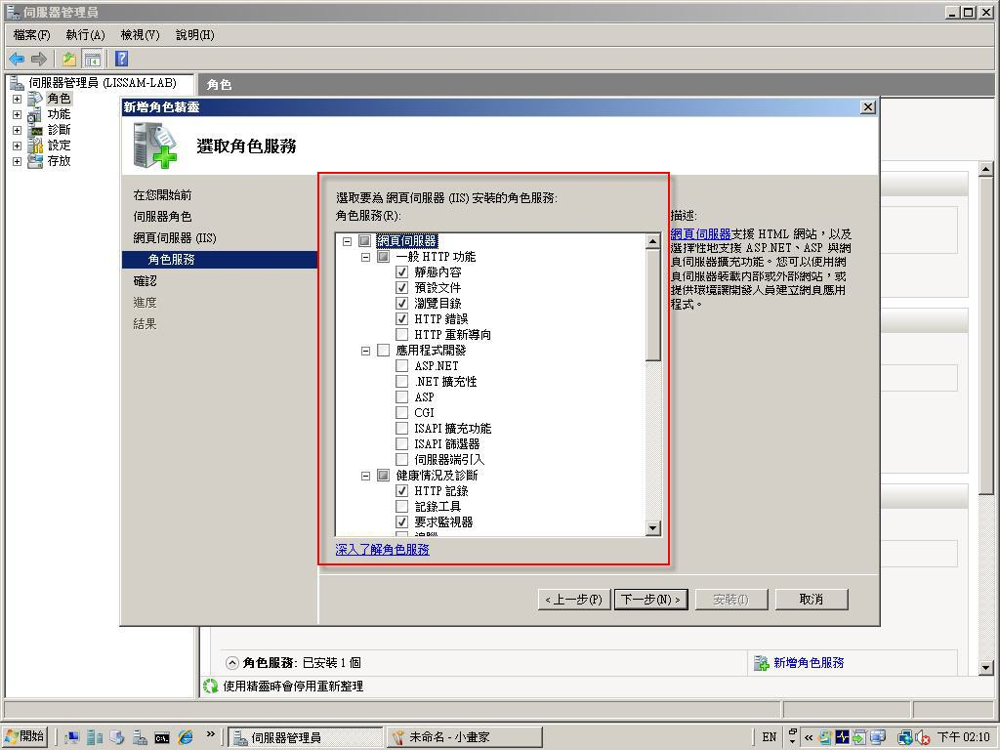 伺服器管理員
檔案(F) 執行(A) 檢視(V) 說明(H)
伺服器管理員 (LISSAM-LAB)
角色
功能
診斷
設定
存放
角色
新增角色精靈
選取角色服務
在您開始前
伺服器角色
網頁伺服器 (IIS)
角色服務
確認
進度
結果
選取要為 網頁伺服器 (IIS) 安裝的角色服務:
角色服務(R):
網頁伺服器
一般 HTTP 功能
靜態內容
預設文件
瀏覽目錄
HTTP 錯誤
HTTP 重新導向
應用程式開發
ASP.NET
.NET 擴充性
ASP
CGI
ISAPI 擴充功能
ISAPI 篩選器
伺服器端引入
健康情況及診斷
HTTP 記錄
記錄工具
要求監視器
深入了解角色服務
描述:
網頁伺服器支援 HTML 網站，以及
選擇性地支援 ASP.NET、ASP 與網
頁伺服器擴充功能。您可以使用網
頁伺服器裝載內部或外部網站，或
提供環境讓開發人員建立網頁應用
程式。
< 上一步(P) 下一步(N) > 安裝(I) 取消
角色服務: 已安裝 1 個
新增角色服務
使用精靈時會停用重新整理
開始 » 伺服器管理員 未命名 - 小畫家 EN « 下午 02:10